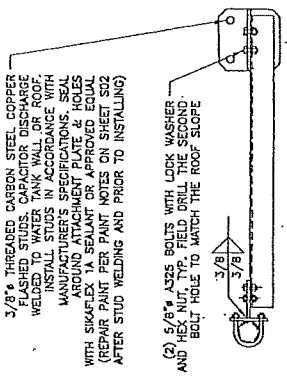 3/8"ø THREADED CARBON STEEL COPPER
FLASHED STUDS. CAPACITOR DISCHARGE
WELDED TO WATER TANK WALL OR ROOF.
INSTALL STUDS IN ACCORDANCE WITH
MANUFACTURER'S SPECIFICATIONS. SEAL
AROUND ATTACHMENT PLATE & HOLES
WITH SIKAFLEX 1A SEALANT OR APPROVED EQUAL
(REPAIR PAINT PER PAINT NOTES ON SHEET S02
AFTER STUD WELDING AND PRIOR TO INSTALLING)
(2) 5/8"ø A325 BOLTS WITH LOCK WASHER
AND HEX NUT, TYP. FIELD DRILL THE SECOND
BOLT HOLE TO MATCH THE ROOF SLOPE
3/8
3/8